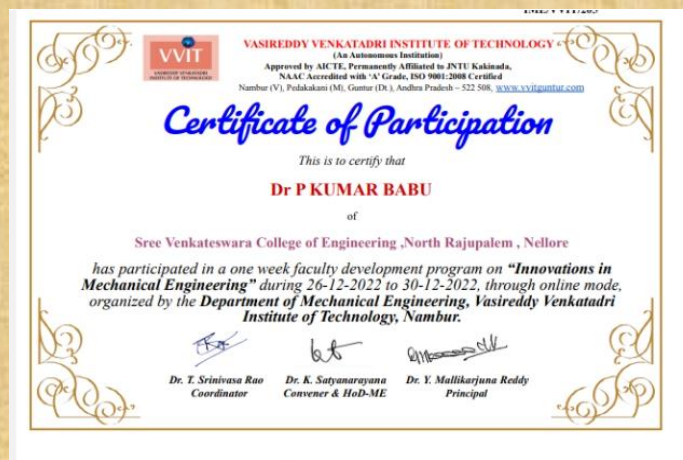 VVIT
VASIREDDY VENKATADRI
INSTITUTE OF TECHNOLOGY
VASIREDDY VENKATADRI INSTITUTE OF TECHNOLOGY
(An Autonomous Institution)
Approved by AICTE, Permanently Affiliated to JNTU Kakinada,
NAAC Accredited with 'A' Grade, ISO 9001:2008 Certified
Nambur (V), Pedakakani (M), Guntur (Dt.), Andhra Pradesh – 522 508, www.vvitguntur.com
Certificate of Participation
This is to certify that
Dr P KUMAR BABU
of
Sree Venkateswara College of Engineering ,North Rajupalem , Nellore
has participated in a one week faculty development program on "Innovations in
Mechanical Engineering" during 26-12-2022 to 30-12-2022, through online mode,
organized by the Department of Mechanical Engineering, Vasireddy Venkatadri
Institute of Technology, Nambur.
Dr. T. Srinivasa Rao
Coordinator
Dr. K. Satyanarayana
Convener & HoD-ME
Dr. Y. Mallikarjuna Reddy
Principal